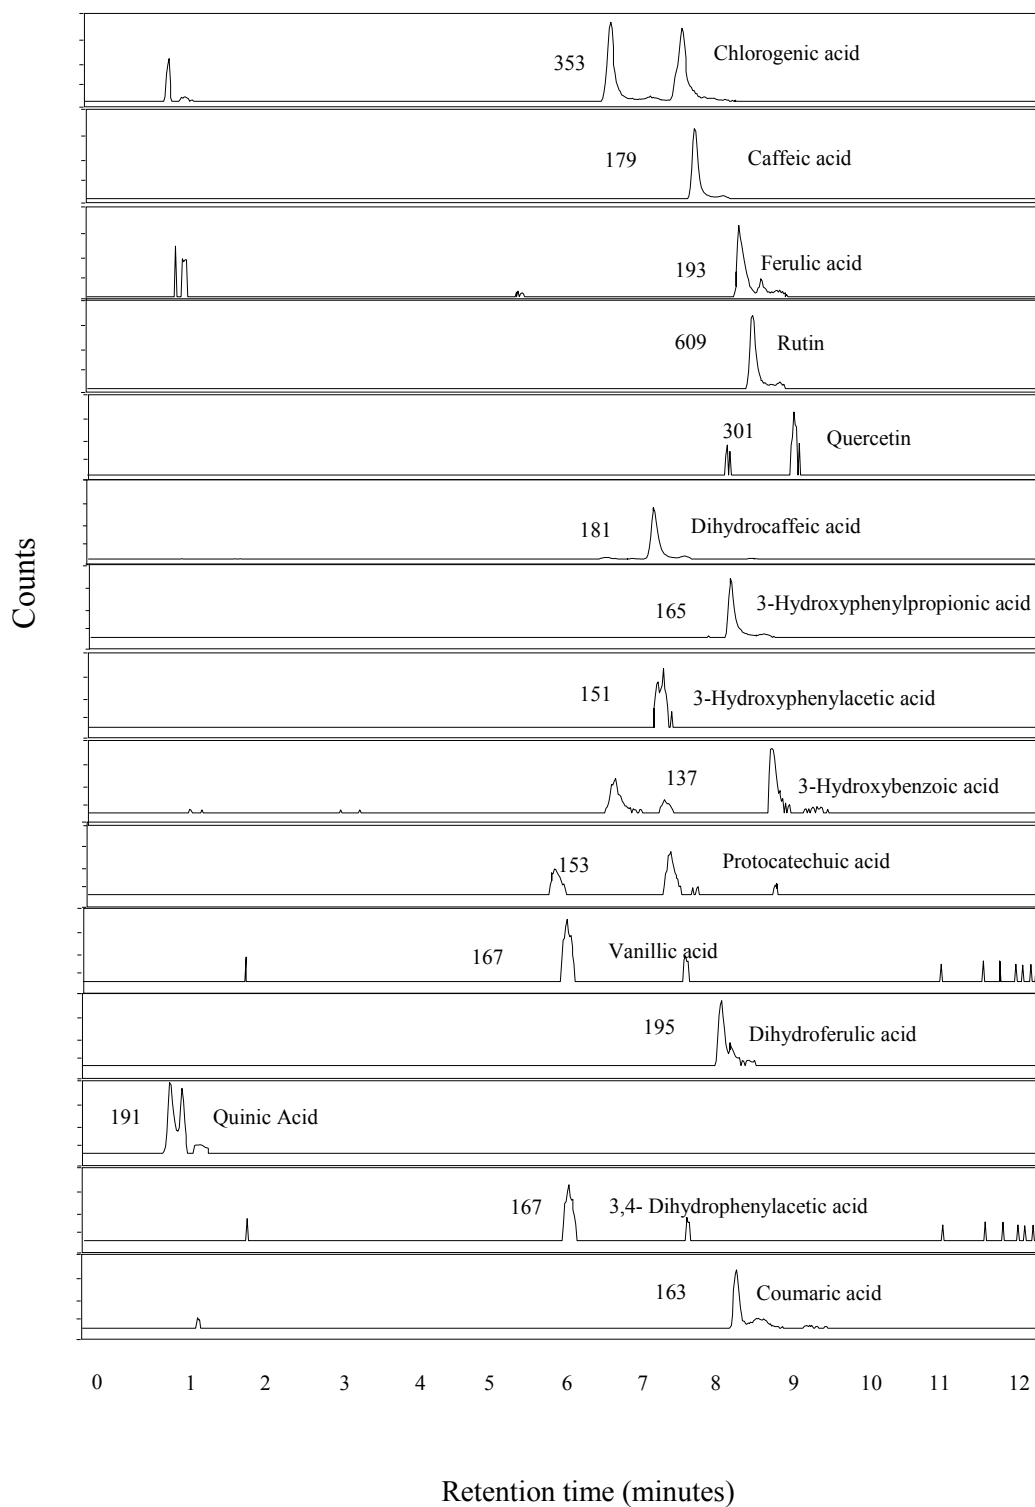 353 Chlorogenic acid
179 Caffeic acid
193 Ferulic acid
609 Rutin
301 Quercetin
181 Dihydrocaffeic acid
165 3-Hydroxyphenylpropionic acid
151 3-Hydroxyphenylacetic acid
137 3-Hydroxybenzoic acid
153 Protocatechuic acid
167 Vanillic acid
195 Dihydroferulic acid
191 Quinic Acid
167 3,4- Dihydrophenylacetic acid
163 Coumaric acid
Counts
0 1 2 3 4 5 6 7 8 9 10 11 12
Retention time (minutes)